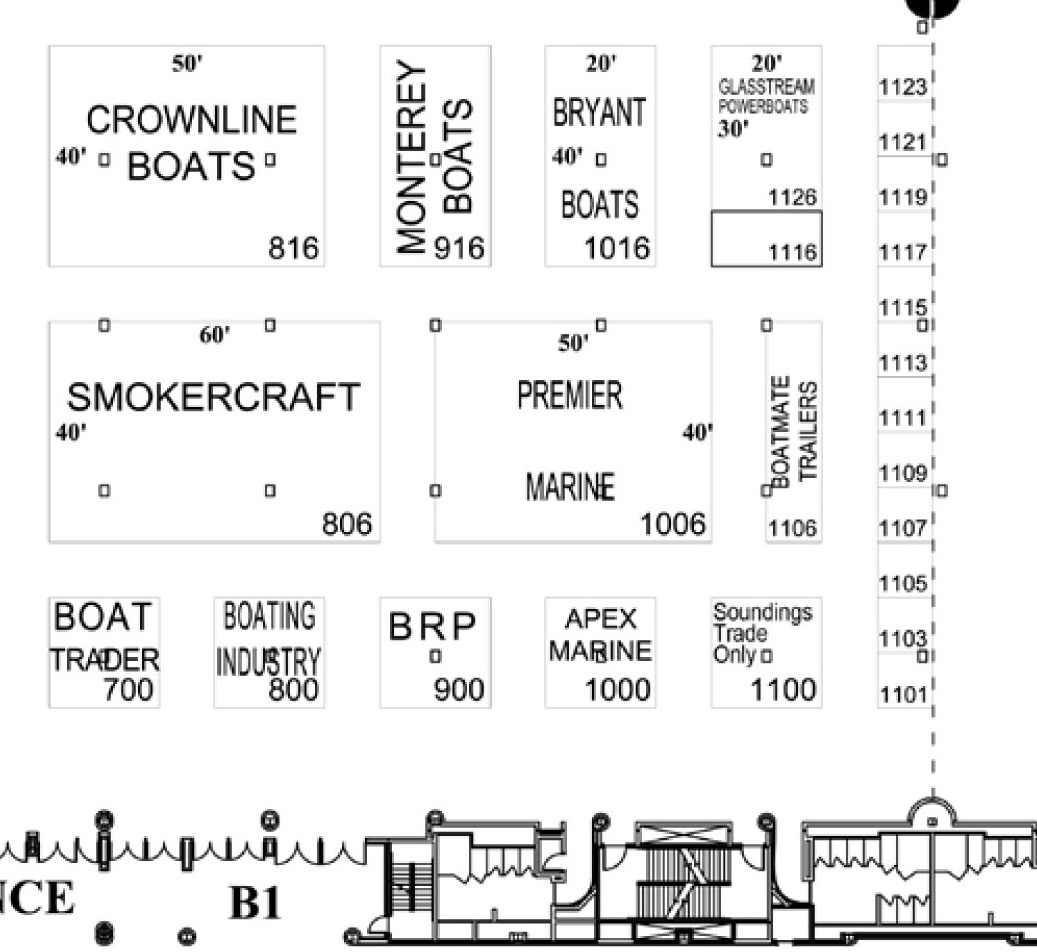 50'
CROWNLINE
40'
BOATS
816
MONTEREY
BOATS
916
20'
BRYANT
40'
BOATS
1016
20'
GLASSTREAM
POWERBOATS
30'
1126
1116
1123
1121
1119
1117
1115
1113
1111
1109
1107
1105
1103
1101
60'
SMOKERCRAFT
40'
806
50'
PREMIER
40'
MARINE
1006
BOATMATE
TRAILERS
1106
BOAT
TRADER
700
BOATING
INDUSTRY
800
BRP
900
APEX
MARINE
1000
Soundings
Trade
Only
1100
NCE
B1